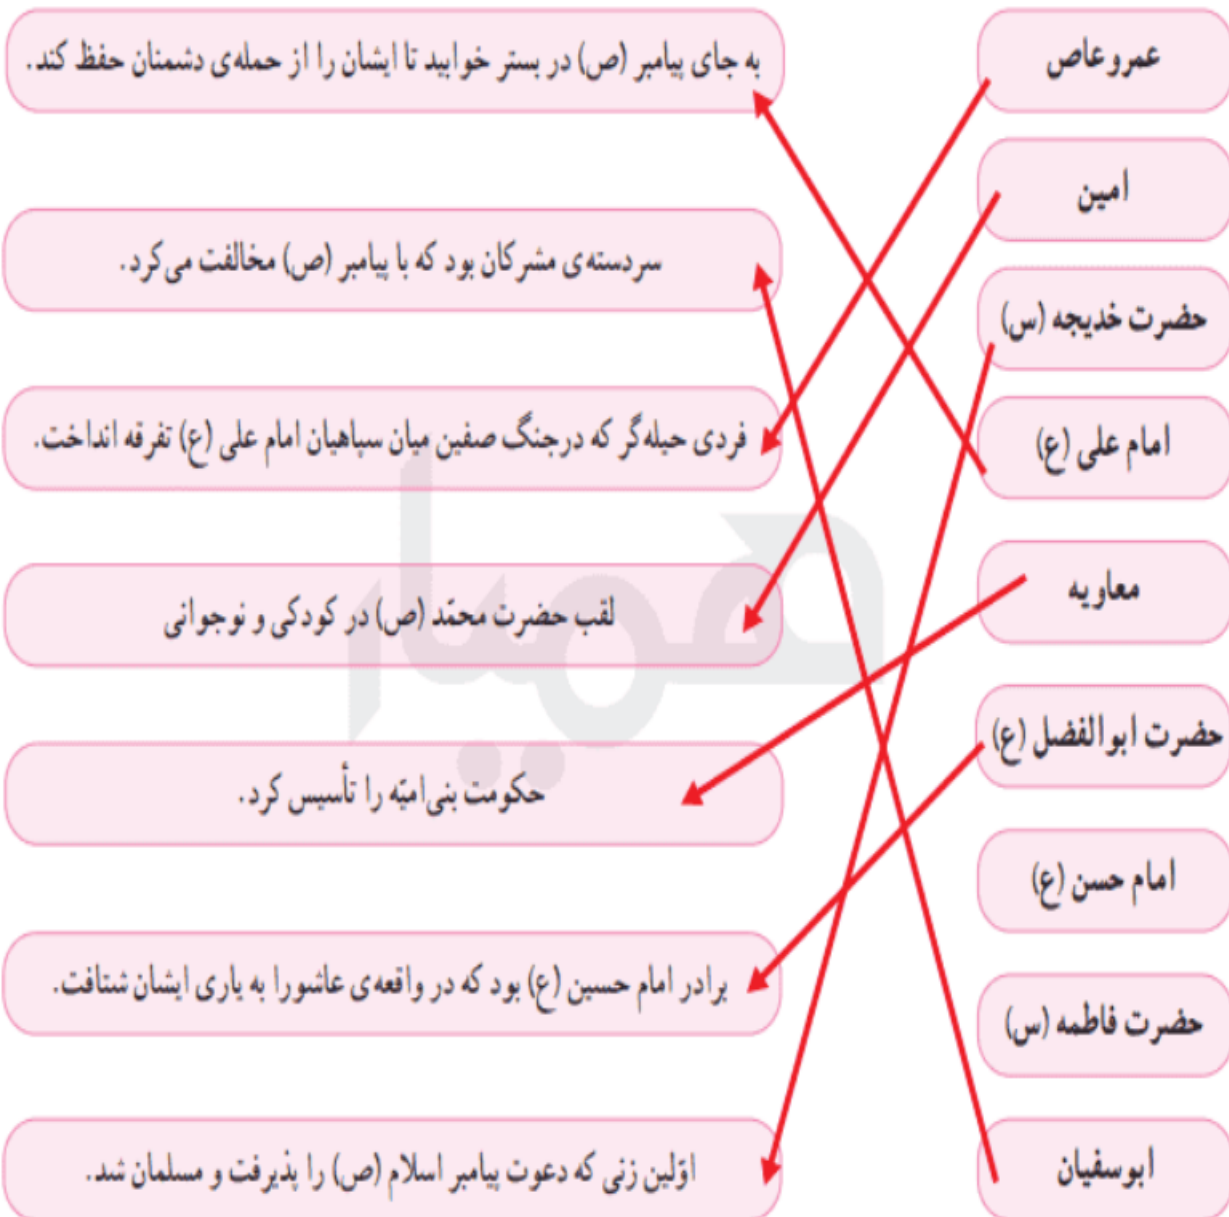 عمروعاص
به جای پیامبر (ص) در بستر خوابید تا ایشان را از حمله‌ی دشمنان حفظ کند.
امین
سردسته‌ی مشرکان بود که با پیامبر (ص) مخالفت می‌کرد.
حضرت خدیجه (س)
امام علی (ع)
فردی حیله‌گر که درجنگ صفین میان سپاهیان امام علی (ع) تفرقه انداخت.
معاویه
لقب حضرت محمّد (ص) در کودکی و نوجوانی
حضرت ابوالفضل (ع)
حکومت بنی‌امیّه را تأسیس کرد.
امام حسن (ع)
برادر امام حسین (ع) بود که در واقعه‌ی عاشورا به یاری ایشان شتافت.
حضرت فاطمه (س)
ابوسفیان
اوّلین زنی که دعوت پیامبر اسلام (ص) را پذیرفت و مسلمان شد.
همیار